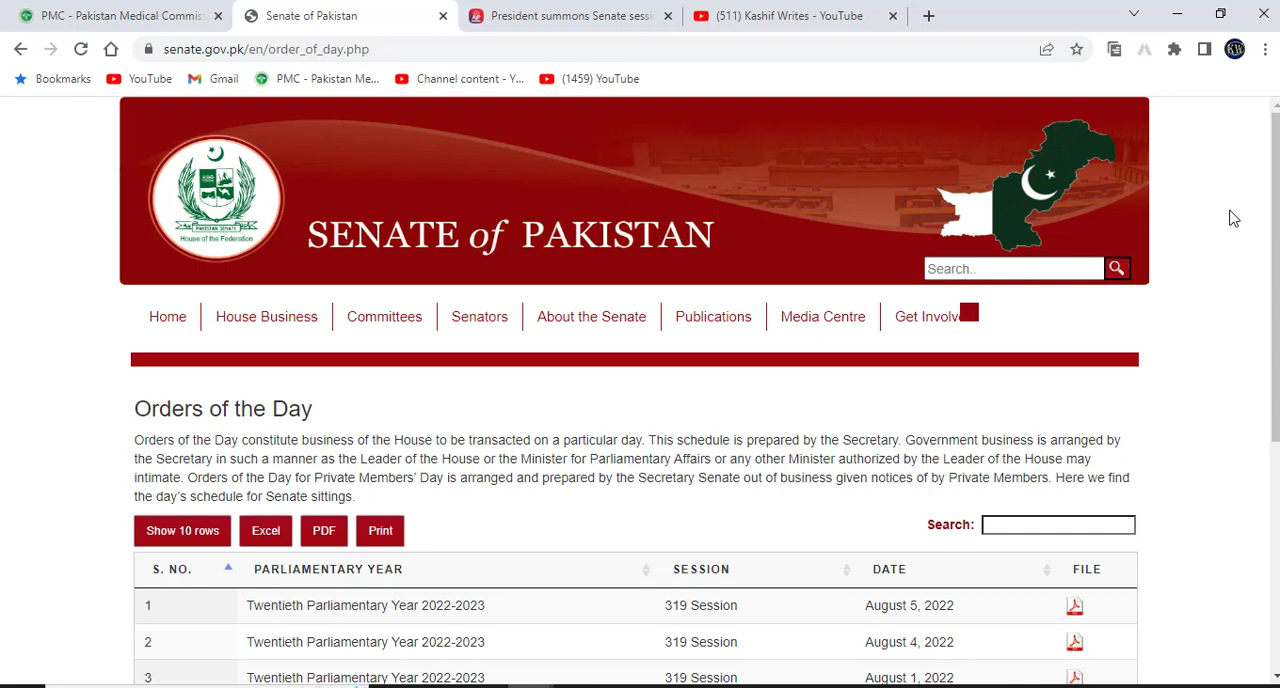 PMC - Pakistan Medical Commiss
Senate of Pakistan
President summons Senate sessi
(511) Kashif Writes - YouTube
senate.gov.pk/en/order_of_day.php
KW
Bookmarks
YouTube
Gmail
PMC - Pakistan Me...
Channel content - Y...
(1459) YouTube
PAKISTAN SENATE
House of the Federation
SENATE of PAKISTAN
Search..
Home
House Business
Committees
Senators
About the Senate
Publications
Media Centre
Get Involve
Orders of the Day
Orders of the Day constitute business of the House to be transacted on a particular day. This schedule is prepared by the Secretary. Government business is arranged by
the Secretary in such a manner as the Leader of the House or the Minister for Parliamentary Affairs or any other Minister authorized by the Leader of the House may
intimate. Orders of the Day for Private Members' Day is arranged and prepared by the Secretary Senate out of business given notices of by Private Members. Here we find
the day's schedule for Senate sittings.
Show 10 rows
Excel
PDF
Print
Search:
S. NO. PARLIAMENTARY YEAR SESSION DATE FILE
1 Twentieth Parliamentary Year 2022-2023 319 Session August 5, 2022
2 Twentieth Parliamentary Year 2022-2023 319 Session August 4, 2022
3 Twentieth Parliamentary Year 2022-2023 319 Session August 1, 2022